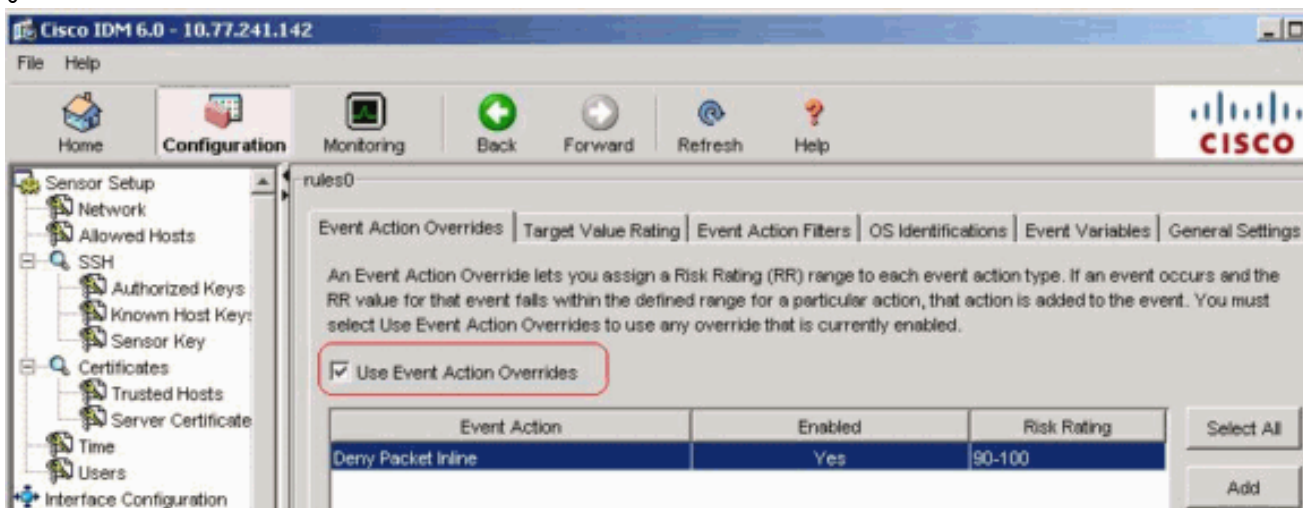 Cisco IDM 6.0 - 10.77.241.142
File Help
Home Configuration Monitoring Back Forward Refresh Help
CISCO
Sensor Setup
Network
Allowed Hosts
SSH
Authorized Keys
Known Host Key
Sensor Key
Certificates
Trusted Hosts
Server Certificate
Time
Users
Interface Configuration
rules0
Event Action Overrides Target Value Rating Event Action Filters OS Identifications Event Variables General Settings
An Event Action Override lets you assign a Risk Rating (RR) range to each event action type. If an event occurs and the
RR value for that event falls within the defined range for a particular action, that action is added to the event. You must
select Use Event Action Overrides to use any override that is currently enabled.
Use Event Action Overrides
Event Action Enabled Risk Rating
Deny Packet Inline Yes 90-100
Select All
Add